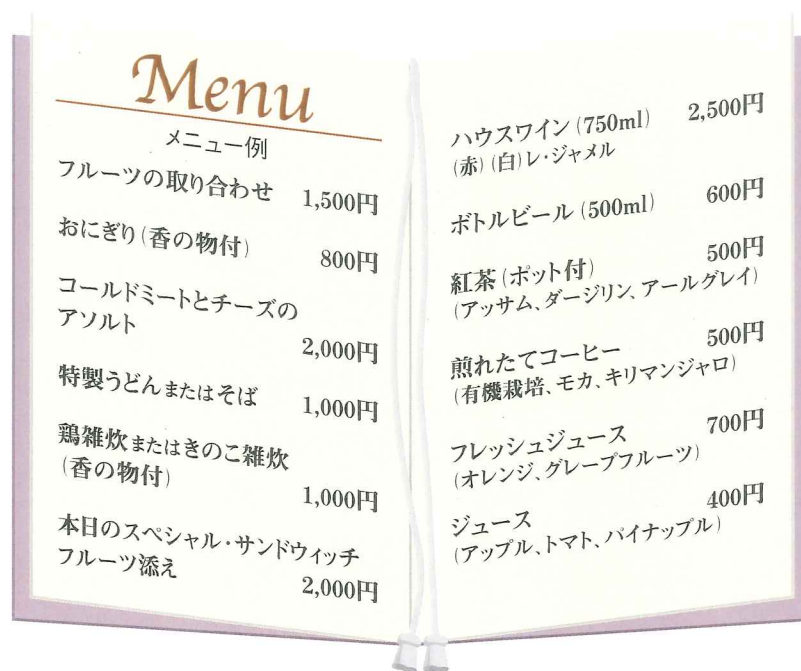 Menu
メニュー例
フルーツの取り合わせ 1,500円
おにぎり(香の物付) 800円
コールドミートとチーズの
アソルト
2,000円
特製うどんまたはそば 1,000円
鶏雑炊またはきのこ雑炊
(香の物付)
1,000円
本日のスペシャル・サンドウィッチ
フルーツ添え
2,000円
ハウスワイン(750ml) 2,500円
(赤)(白)レ・ジャメル
ボトルビール(500ml) 600円
紅茶(ポット付) 500円
(アッサム、ダージリン、アールグレイ)
煎れたてコーヒー 500円
(有機栽培、モカ、キリマンジャロ)
フレッシュジュース 700円
(オレンジ、グレープフルーツ)
ジュース 400円
(アップル、トマト、パイナップル)